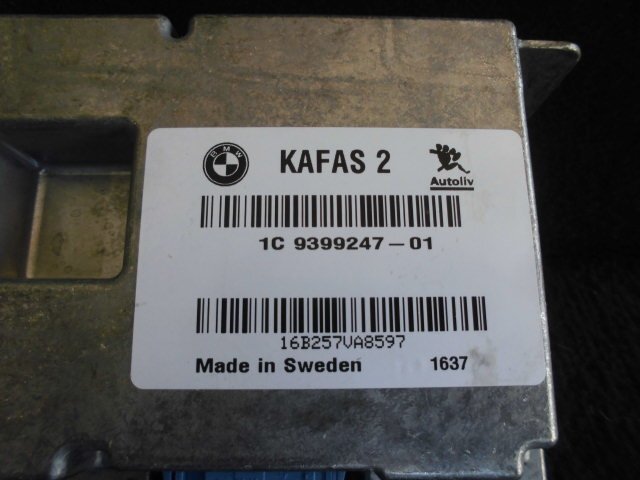 BMW
KAFAS 2
Autoliv
1C 9399247-01
16B257VA8597
Made in Sweden 1637